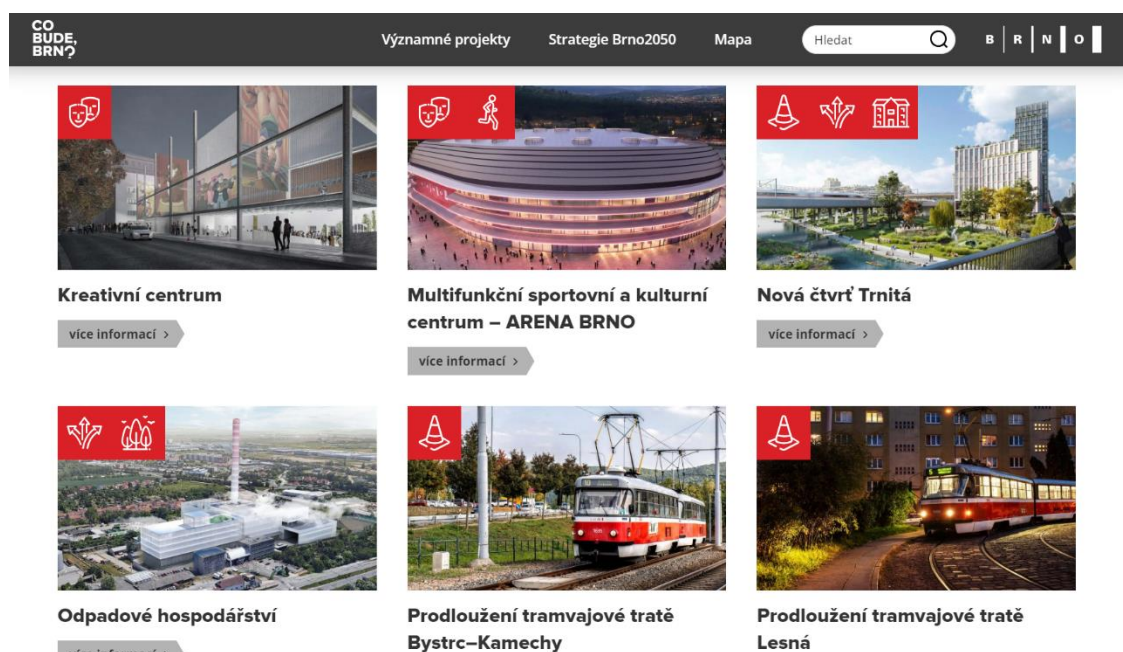 CO
BUDE,
BRN?
Významné projekty Strategie Brno2050 Mapa Hledat B R N O
Kreativní centrum
více informací >
Multifunkční sportovní a kulturní
centrum – ARENA BRNO
více informací >
Nová čtvrť Trnitá
více informací >
Odpadové hospodářství
Prodloužení tramvajové tratě
Bystrc–Kamechy
Prodloužení tramvajové tratě
Lesná